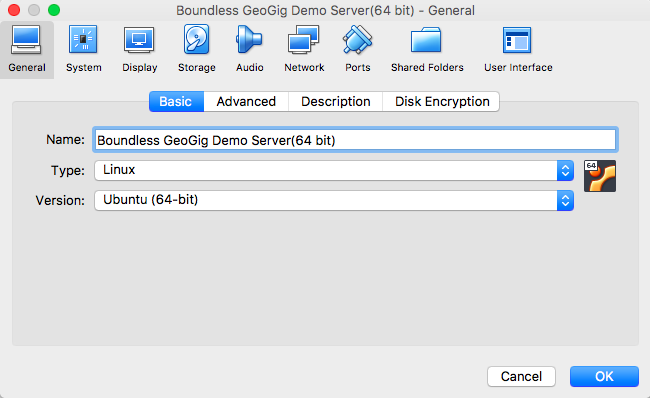 Boundless GeoGig Demo Server(64 bit) - General
General System Display Storage Audio Network Ports Shared Folders User Interface
Basic Advanced Description Disk Encryption
Name: Boundless GeoGig Demo Server(64 bit)
Type: Linux
64
Version: Ubuntu (64-bit)
Cancel OK